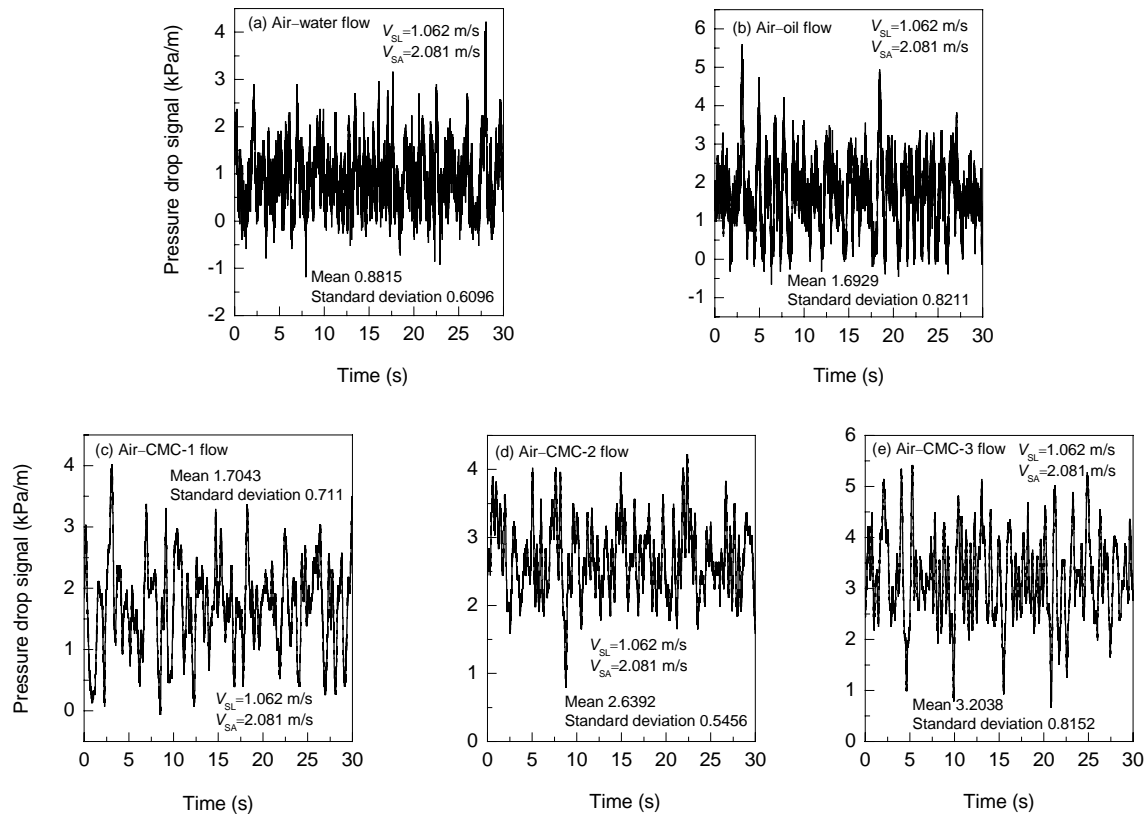 (a) Air–water flow
V_SL=1.062 m/s
V_SA=2.081 m/s
Pressure drop signal (kPa/m)
5
4
3
2
1
0
-1
-2
Mean 0.8815
Standard deviation 0.6096
0 5 10 15 20 25 30
Time (s)
(b) Air–oil flow
V_SL=1.062 m/s
V_SA=2.081 m/s
6
5
4
3
2
1
0
-1
Mean 1.6929
Standard deviation 0.8211
0 5 10 15 20 25 30
Time (s)
(c) Air–CMC-1 flow
Mean 1.7043
Standard deviation 0.711
Pressure drop signal (kPa/m)
4
3
2
1
0
V_SL=1.062 m/s
V_SA=2.081 m/s
0 5 10 15 20 25 30
Time (s)
(d) Air–CMC-2 flow
4
3
2
1
0
V_SL=1.062 m/s
V_SA=2.081 m/s
Mean 2.6392
Standard deviation 0.5456
0 5 10 15 20 25 30
Time (s)
(e) Air–CMC-3 flow
V_SL=1.062 m/s
V_SA=2.081 m/s
6
5
4
3
2
1
0
Mean 3.2038
Standard deviation 0.8152
0 5 10 15 20 25 30
Time (s)